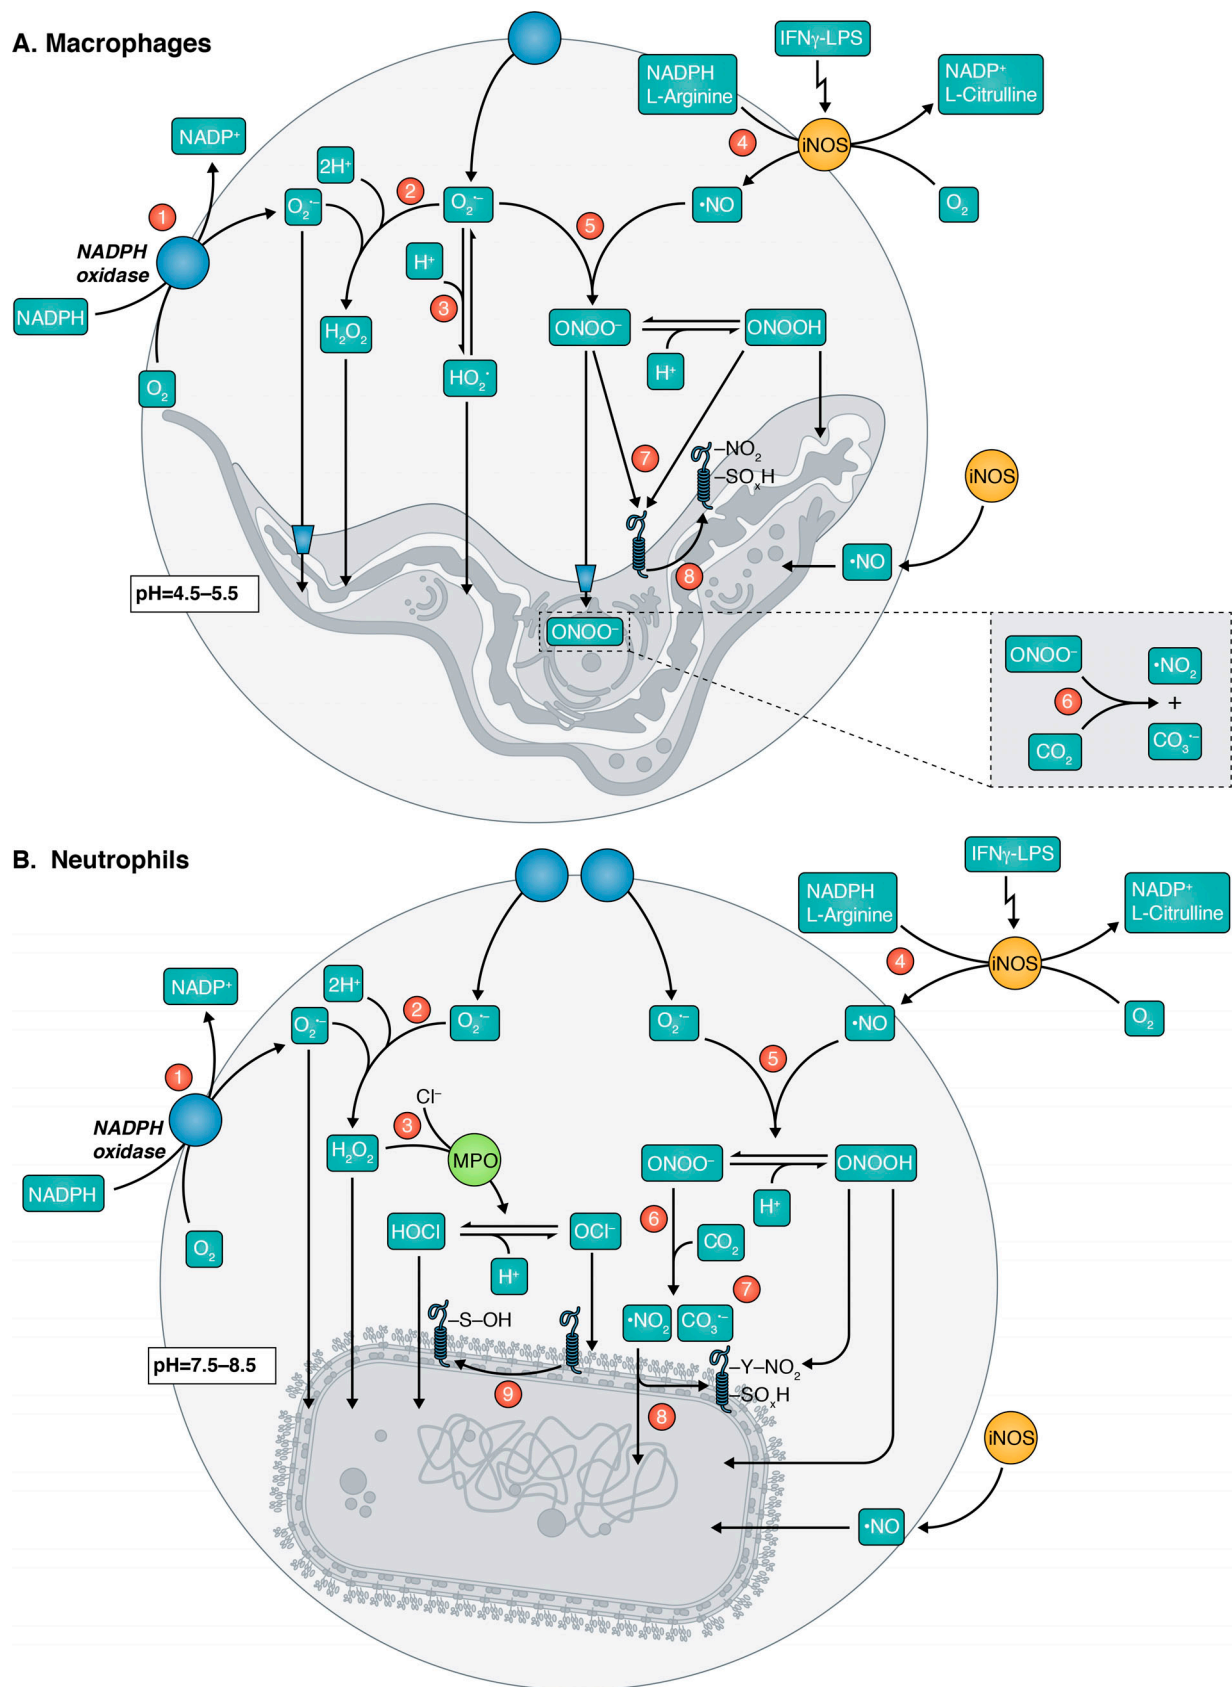 A. Macrophages
IFNγ-LPS
NADPH
L-Arginine
NADP⁺
L-Citrulline
NADP⁺
iNOS
4
2H⁺
2
1
O₂•⁻
O₂•⁻
•NO
O₂
5
NADPH
oxidase
H⁺
3
NADPH
H₂O₂
ONOO⁻
ONOOH
H⁺
O₂
HO₂•
7
–NO₂
–SOₓH
iNOS
•NO
8
pH=4.5–5.5
ONOO⁻
ONOO⁻
•NO₂
6
+
CO₂
CO₃•⁻
B. Neutrophils
IFNγ-LPS
NADPH
L-Arginine
NADP⁺
L-Citrulline
4
iNOS
NADP⁺
2H⁺
2
O₂•⁻
O₂•⁻
O₂•⁻
•NO
O₂
5
1
Cl⁻
3
NADPH
oxidase
H₂O₂
MPO
ONOO⁻
ONOOH
NADPH
H⁺
6
HOCl
OCl⁻
CO₂
O₂
H⁺
7
–S–OH
•NO₂
CO₃•⁻
pH=7.5–8.5
–Y–NO₂
–SOₓH
9
8
iNOS
•NO